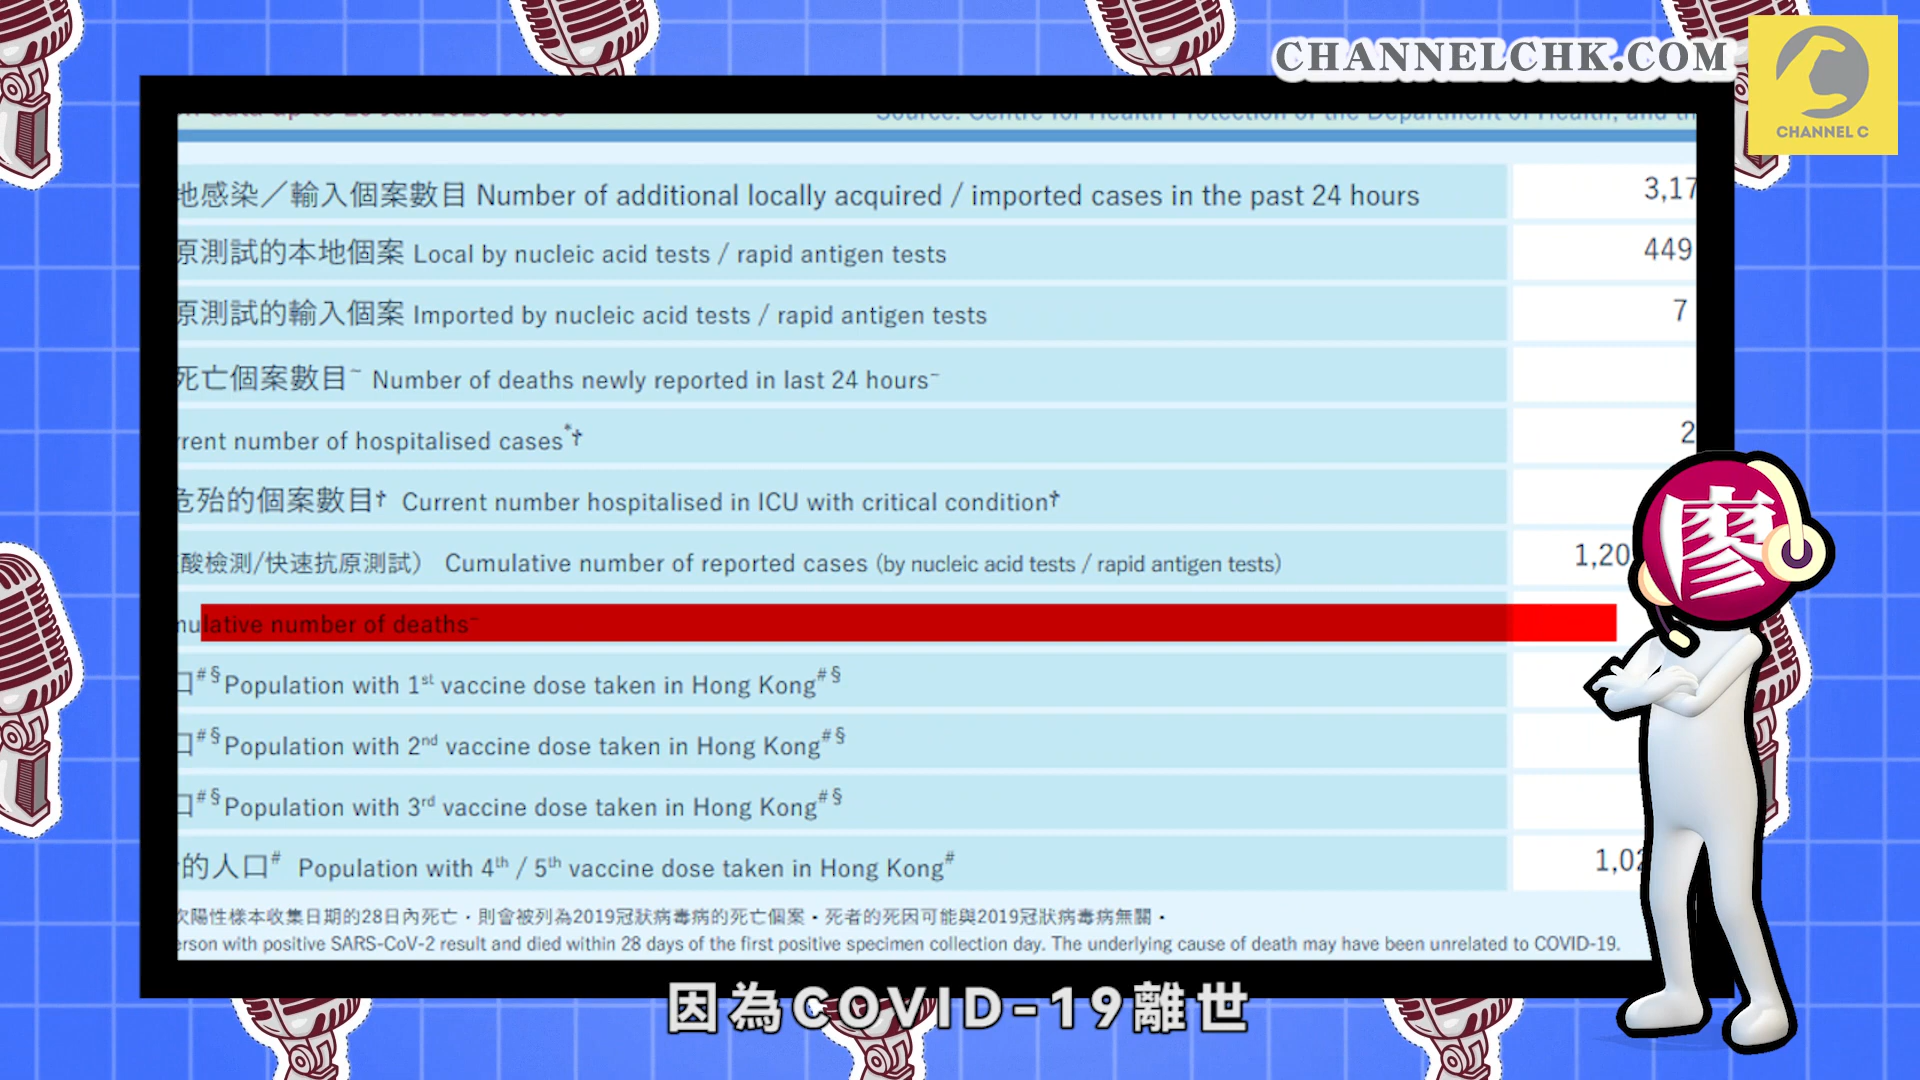 CHANNELCHK.COM
CHANNEL C
地感染／輸入個案數目 Number of additional locally acquired / imported cases in the past 24 hours 3,17
原測試的本地個案 Local by nucleic acid tests / rapid antigen tests 449
原測試的輸入個案 Imported by nucleic acid tests / rapid antigen tests 7
死亡個案數目~ Number of deaths newly reported in last 24 hours~
rrent number of hospitalised cases*† 2
危殆的個案數目† Current number hospitalised in ICU with critical condition†
酸檢測/快速抗原測試） Cumulative number of reported cases (by nucleic acid tests / rapid antigen tests) 1,20
mulative number of deaths~
口#§ Population with 1st vaccine dose taken in Hong Kong#§
口#§ Population with 2nd vaccine dose taken in Hong Kong#§
口#§ Population with 3rd vaccine dose taken in Hong Kong#§
的人口# Population with 4th / 5th vaccine dose taken in Hong Kong# 1,02
次陽性樣本收集日期的28日內死亡，則會被列為2019冠狀病毒病的死亡個案。死者的死因可能與2019冠狀病毒病無關。
erson with positive SARS-CoV-2 result and died within 28 days of the first positive specimen collection day. The underlying cause of death may have been unrelated to COVID-19.
廖
因為COVID-19離世